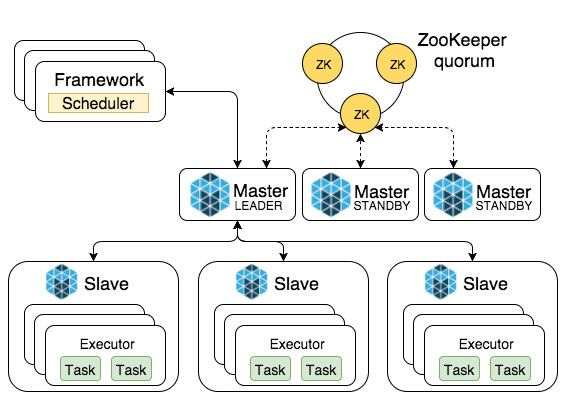 ZooKeeper
quorum
ZK
ZK
ZK
Framework
Scheduler
Master
LEADER
Master
STANDBY
Master
STANDBY
Slave
Executor
Task
Task
Slave
Executor
Task
Task
Slave
Executor
Task
Task